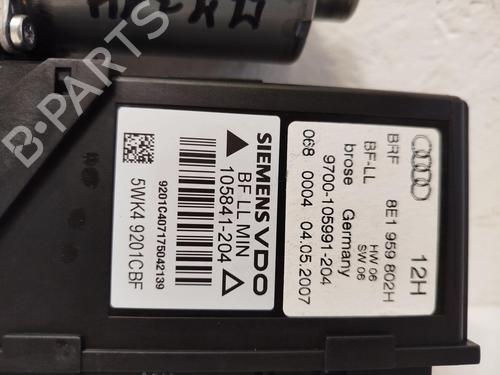 B-PARTS
SIEMENS VDO
BF LL MIN
105841-204
9201C407175042139
5WK4 9201CBF
12H
8E1 959 802H
HW 06
SW 06
BRF
BF-LL
9700-105991-204
brose Germany
068 0004 04.05.2007